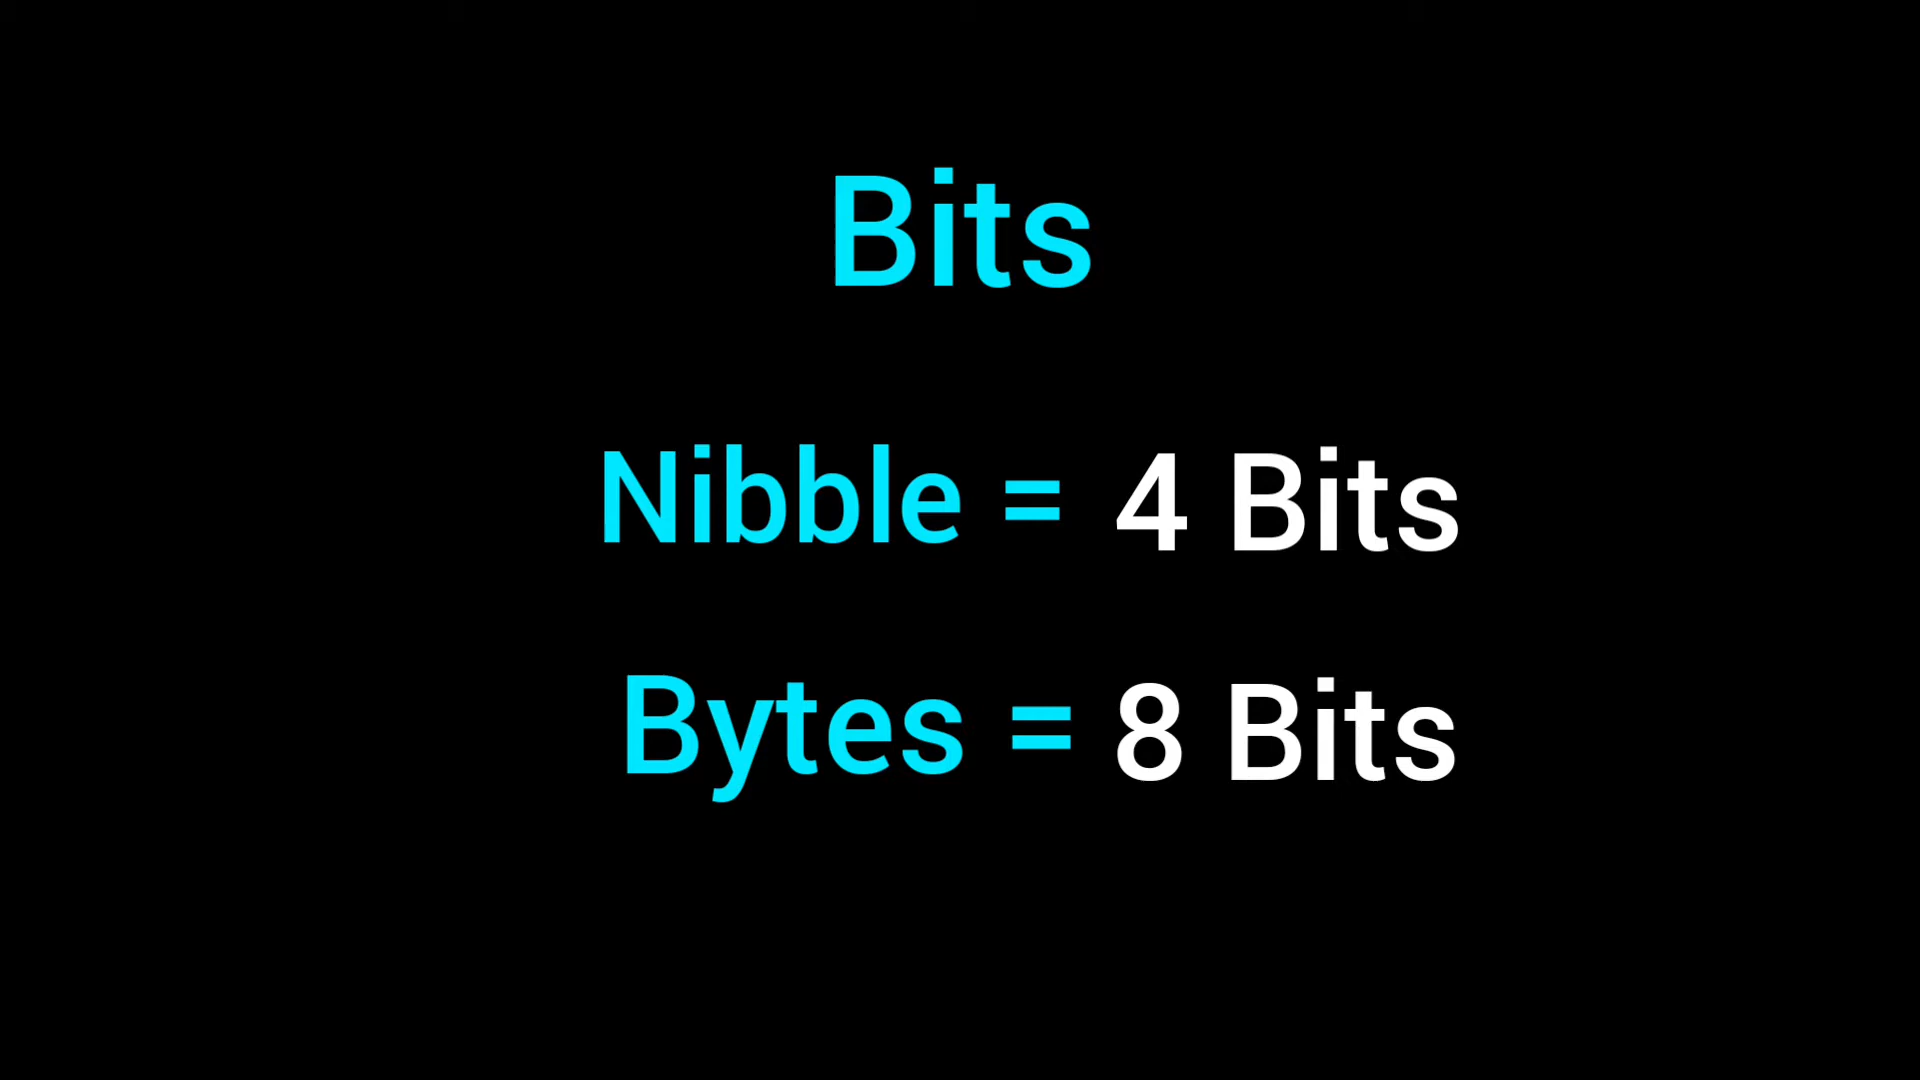 Bits
Nibble = 4 Bits
Bytes = 8 Bits